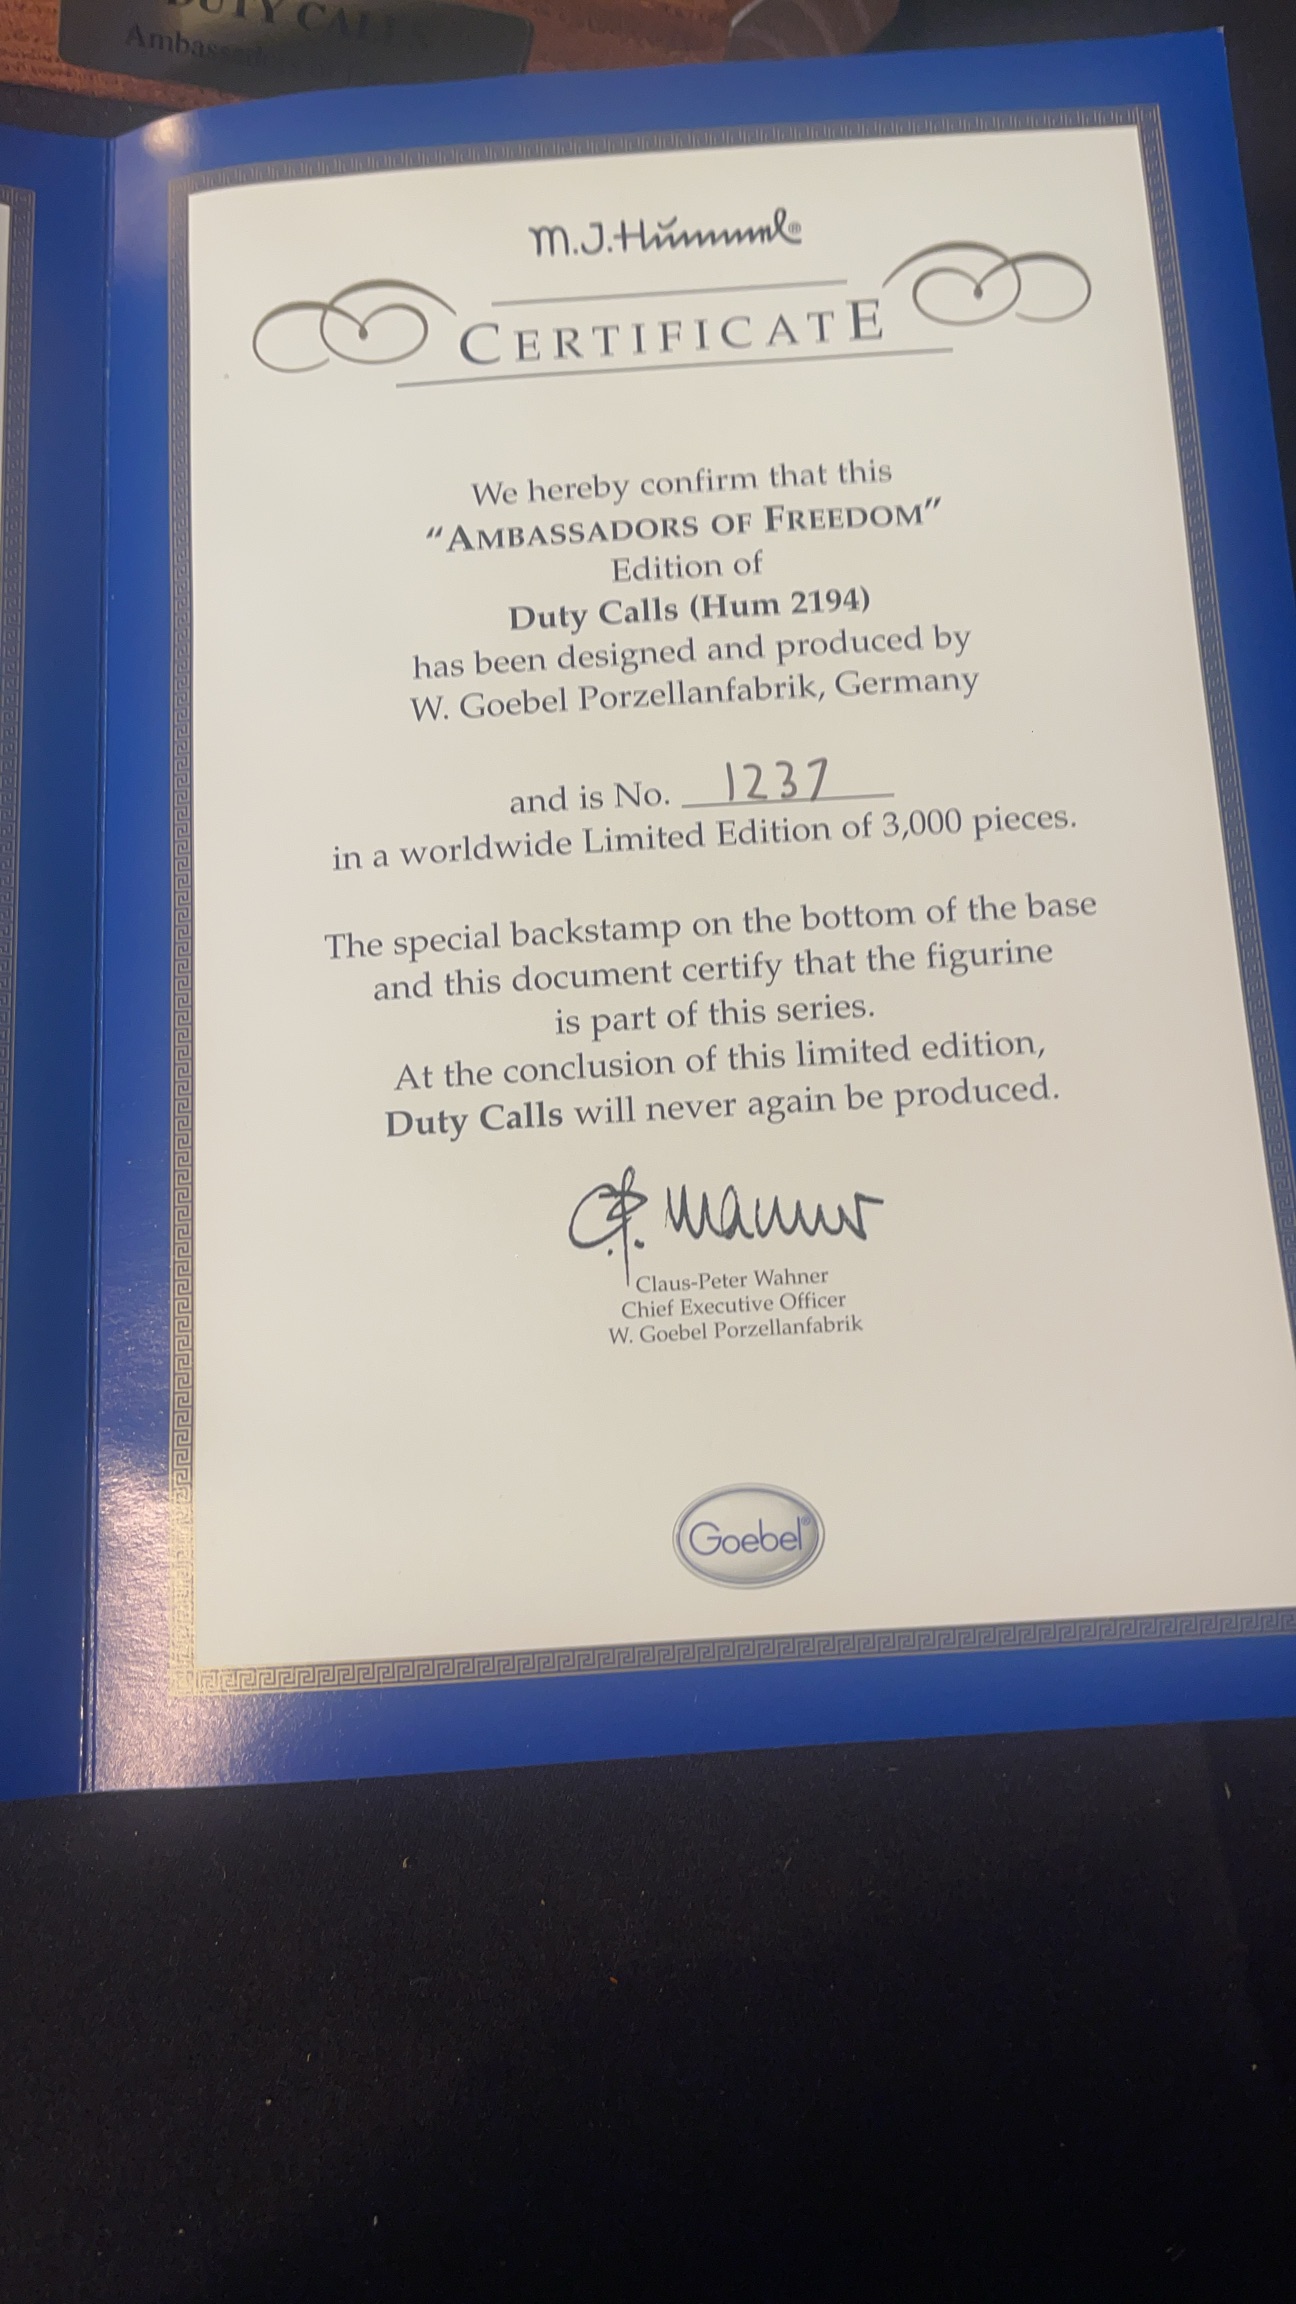 DUTY CALLS
M.J.Hummel®
CERTIFICATE
We hereby confirm that this
"AMBASSADORS OF FREEDOM"
Edition of
Duty Calls (Hum 2194)
has been designed and produced by
W. Goebel Porzellanfabrik, Germany
and is No. 1237
in a worldwide Limited Edition of 3,000 pieces.
The special backstamp on the bottom of the base
and this document certify that the figurine
is part of this series.
At the conclusion of this limited edition,
Duty Calls will never again be produced.
Claus-Peter Wahner
Chief Executive Officer
W. Goebel Porzellanfabrik
Goebel®